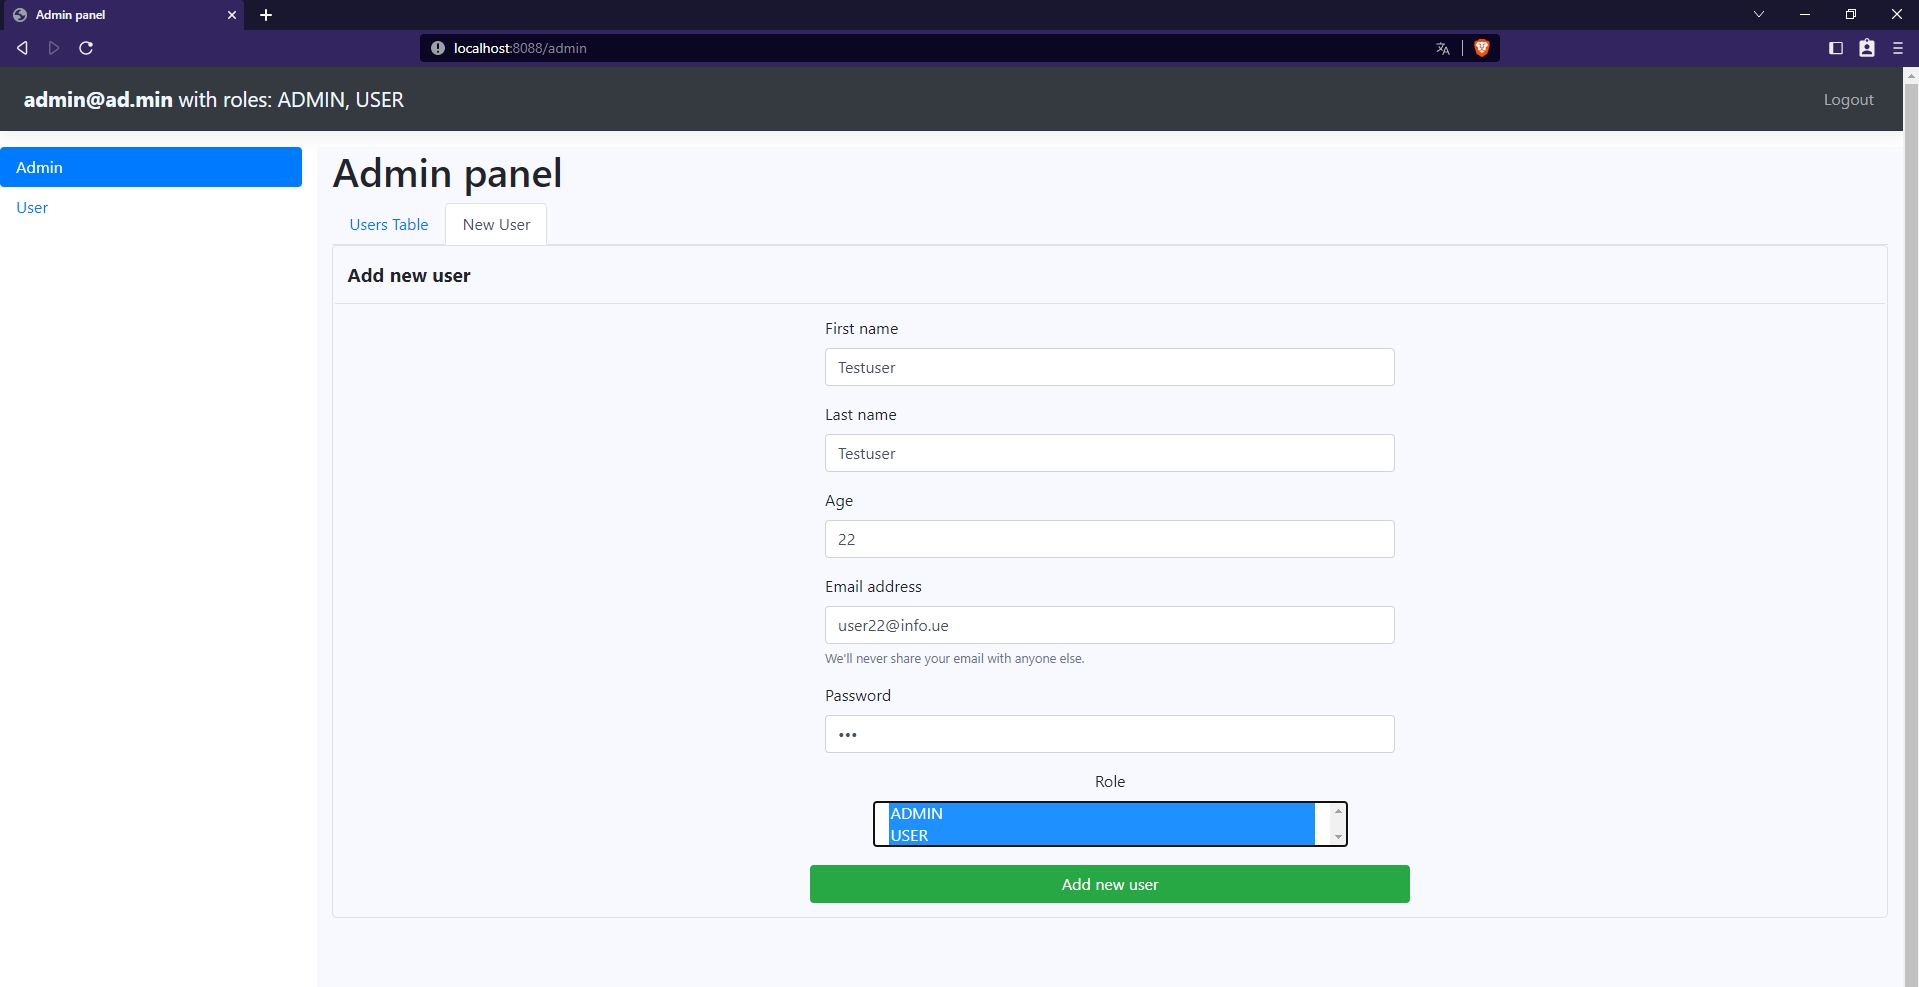 Admin panel
localhost:8088/admin
admin@ad.min with roles: ADMIN, USER
Logout
Admin
User
Admin panel
Users Table
New User
Add new user
First name
Testuser
Last name
Testuser
Age
22
Email address
user22@info.ue
We'll never share your email with anyone else.
Password
•••
Role
ADMIN
USER
Add new user